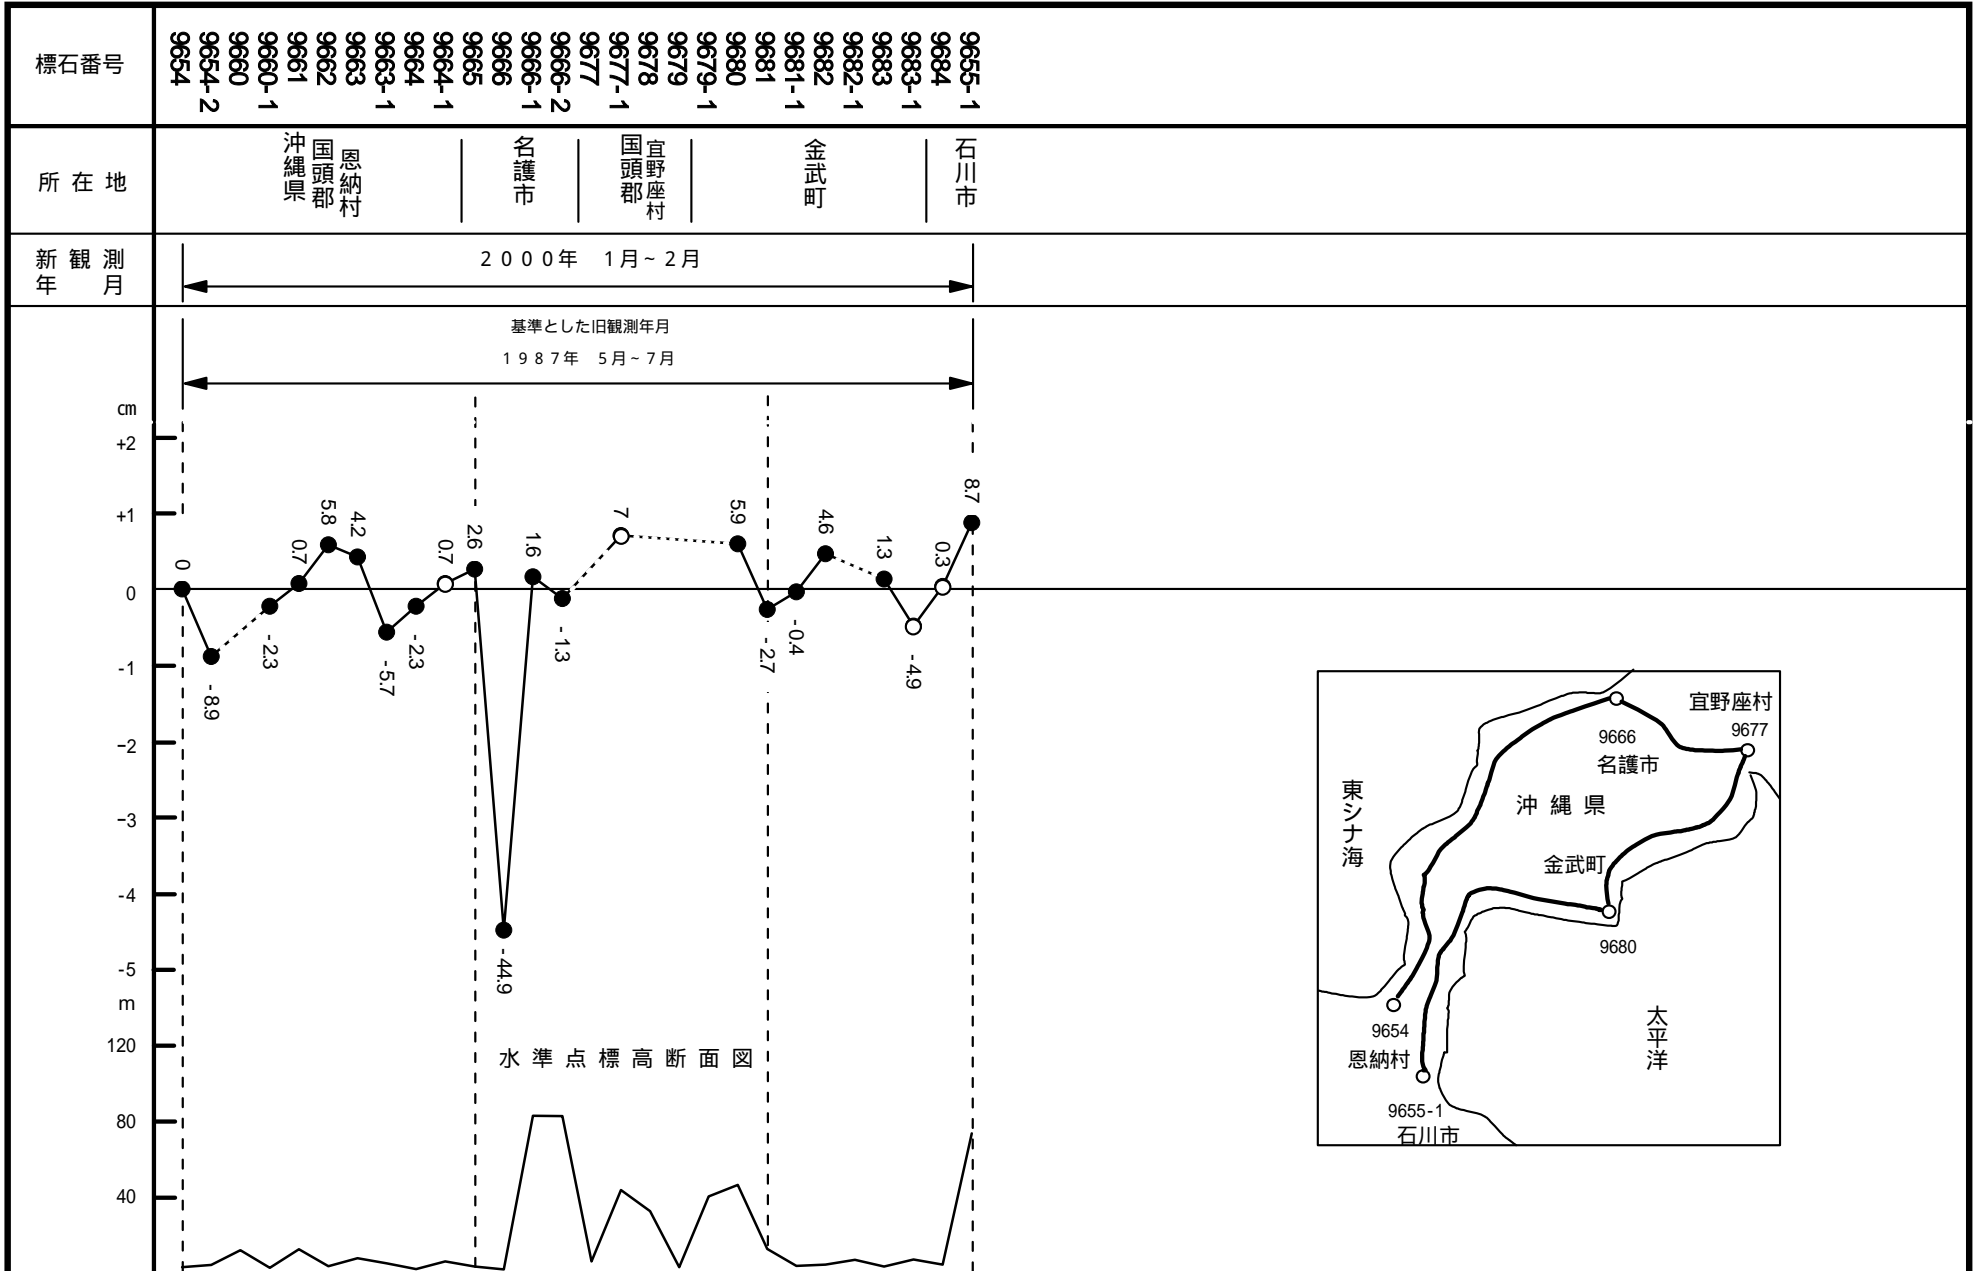 標石番号
9654
9654-2
9660
9660-1
9661
9662
9663
9663-1
9664
9664-1
9665
9666
9666-1
9666-2
9677
9677-1
9678
9679
9679-1
9680
9681
9681-1
9682
9682-1
9683
9683-1
9684
9655-1
所 在 地
沖縄県
国頭郡
恩納村
名護市
国頭郡
宜野座村
金武町
石川市
新 観 測
年 月
2000年 1月~2月
基準とした旧観測年月
1987年 5月~7月
cm
+2
+1
0
-1
-2
-3
-4
-5
m
120
80
40
0
-8.9
-2.3
0.7
5.8
4.2
-5.7
-2.3
0.7
2.6
-44.9
1.6
-1.3
7
5.9
-2.7
-0.4
4.6
1.3
-4.9
0.3
8.7
水準点標高断面図
宜野座村
9677
9666
名護市
東シナ海
沖縄県
金武町
9680
9654
恩納村
太平洋
9655-1
石川市